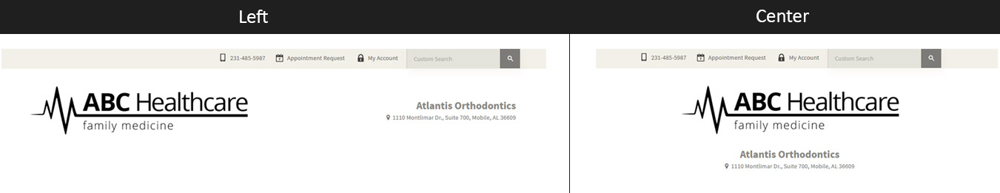 Left
231-485-5987 Appointment Request My Account Custom Search
ABC Healthcare
family medicine
Atlantis Orthodontics
1110 Montlimar Dr., Suite 700, Mobile, AL 36609
Center
231-485-5987 Appointment Request My Account Custom Search
ABC Healthcare
family medicine
Atlantis Orthodontics
1110 Montlimar Dr., Suite 700, Mobile, AL 36609